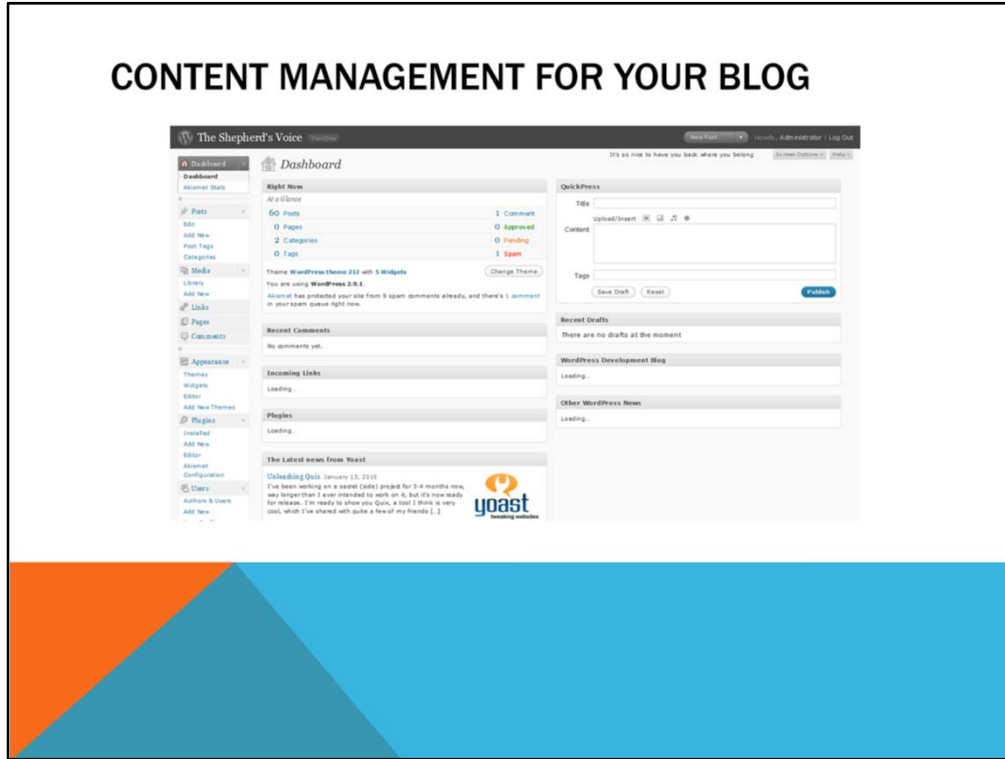 CONTENT MANAGEMENT FOR YOUR BLOG
The Shepherd's Voice
New Post
Howdy, Administrator | Log Out
It's so nice to have you back where you belong
Screen Options
Help
Dashboard
Dashboard
Akismet Stats
Posts
Edit
Add New
Post Tags
Categories
Media
Library
Add New
Links
Pages
Comments
Appearance
Themes
Widgets
Editor
Add New Themes
Plugins
Installed
Add New
Editor
Akismet
Configuration
Users
Authors & Users
Add New
Dashboard
Right Now
At a Glance
60 Posts 1 Comment
0 Pages 0 Approved
2 Categories 0 Pending
0 Tags 1 Spam
Theme WordPress theme 212 with 5 Widgets
Change Theme
You are using WordPress 2.9.1.
Akismet has protected your site from 9 spam comments already, and there's 1 comment
in your spam queue right now.
Recent Comments
No comments yet.
Incoming Links
Loading...
Plugins
Loading...
The Latest news from Yoast
Unleashing Quix January 13, 2010
I've been working on a secret (side) project for 3-4 months now,
way longer than I ever intended to work on it, but it's now ready
for release. I'm ready to show you Quix, a tool I think is very
cool, which I've shared with quite a few of my friends [..]
yoast
tweaking websites
QuickPress
Title
Upload/Insert
Content
Tags
Save Draft
Reset
Publish
Recent Drafts
There are no drafts at the moment
WordPress Development Blog
Loading...
Other WordPress News
Loading...